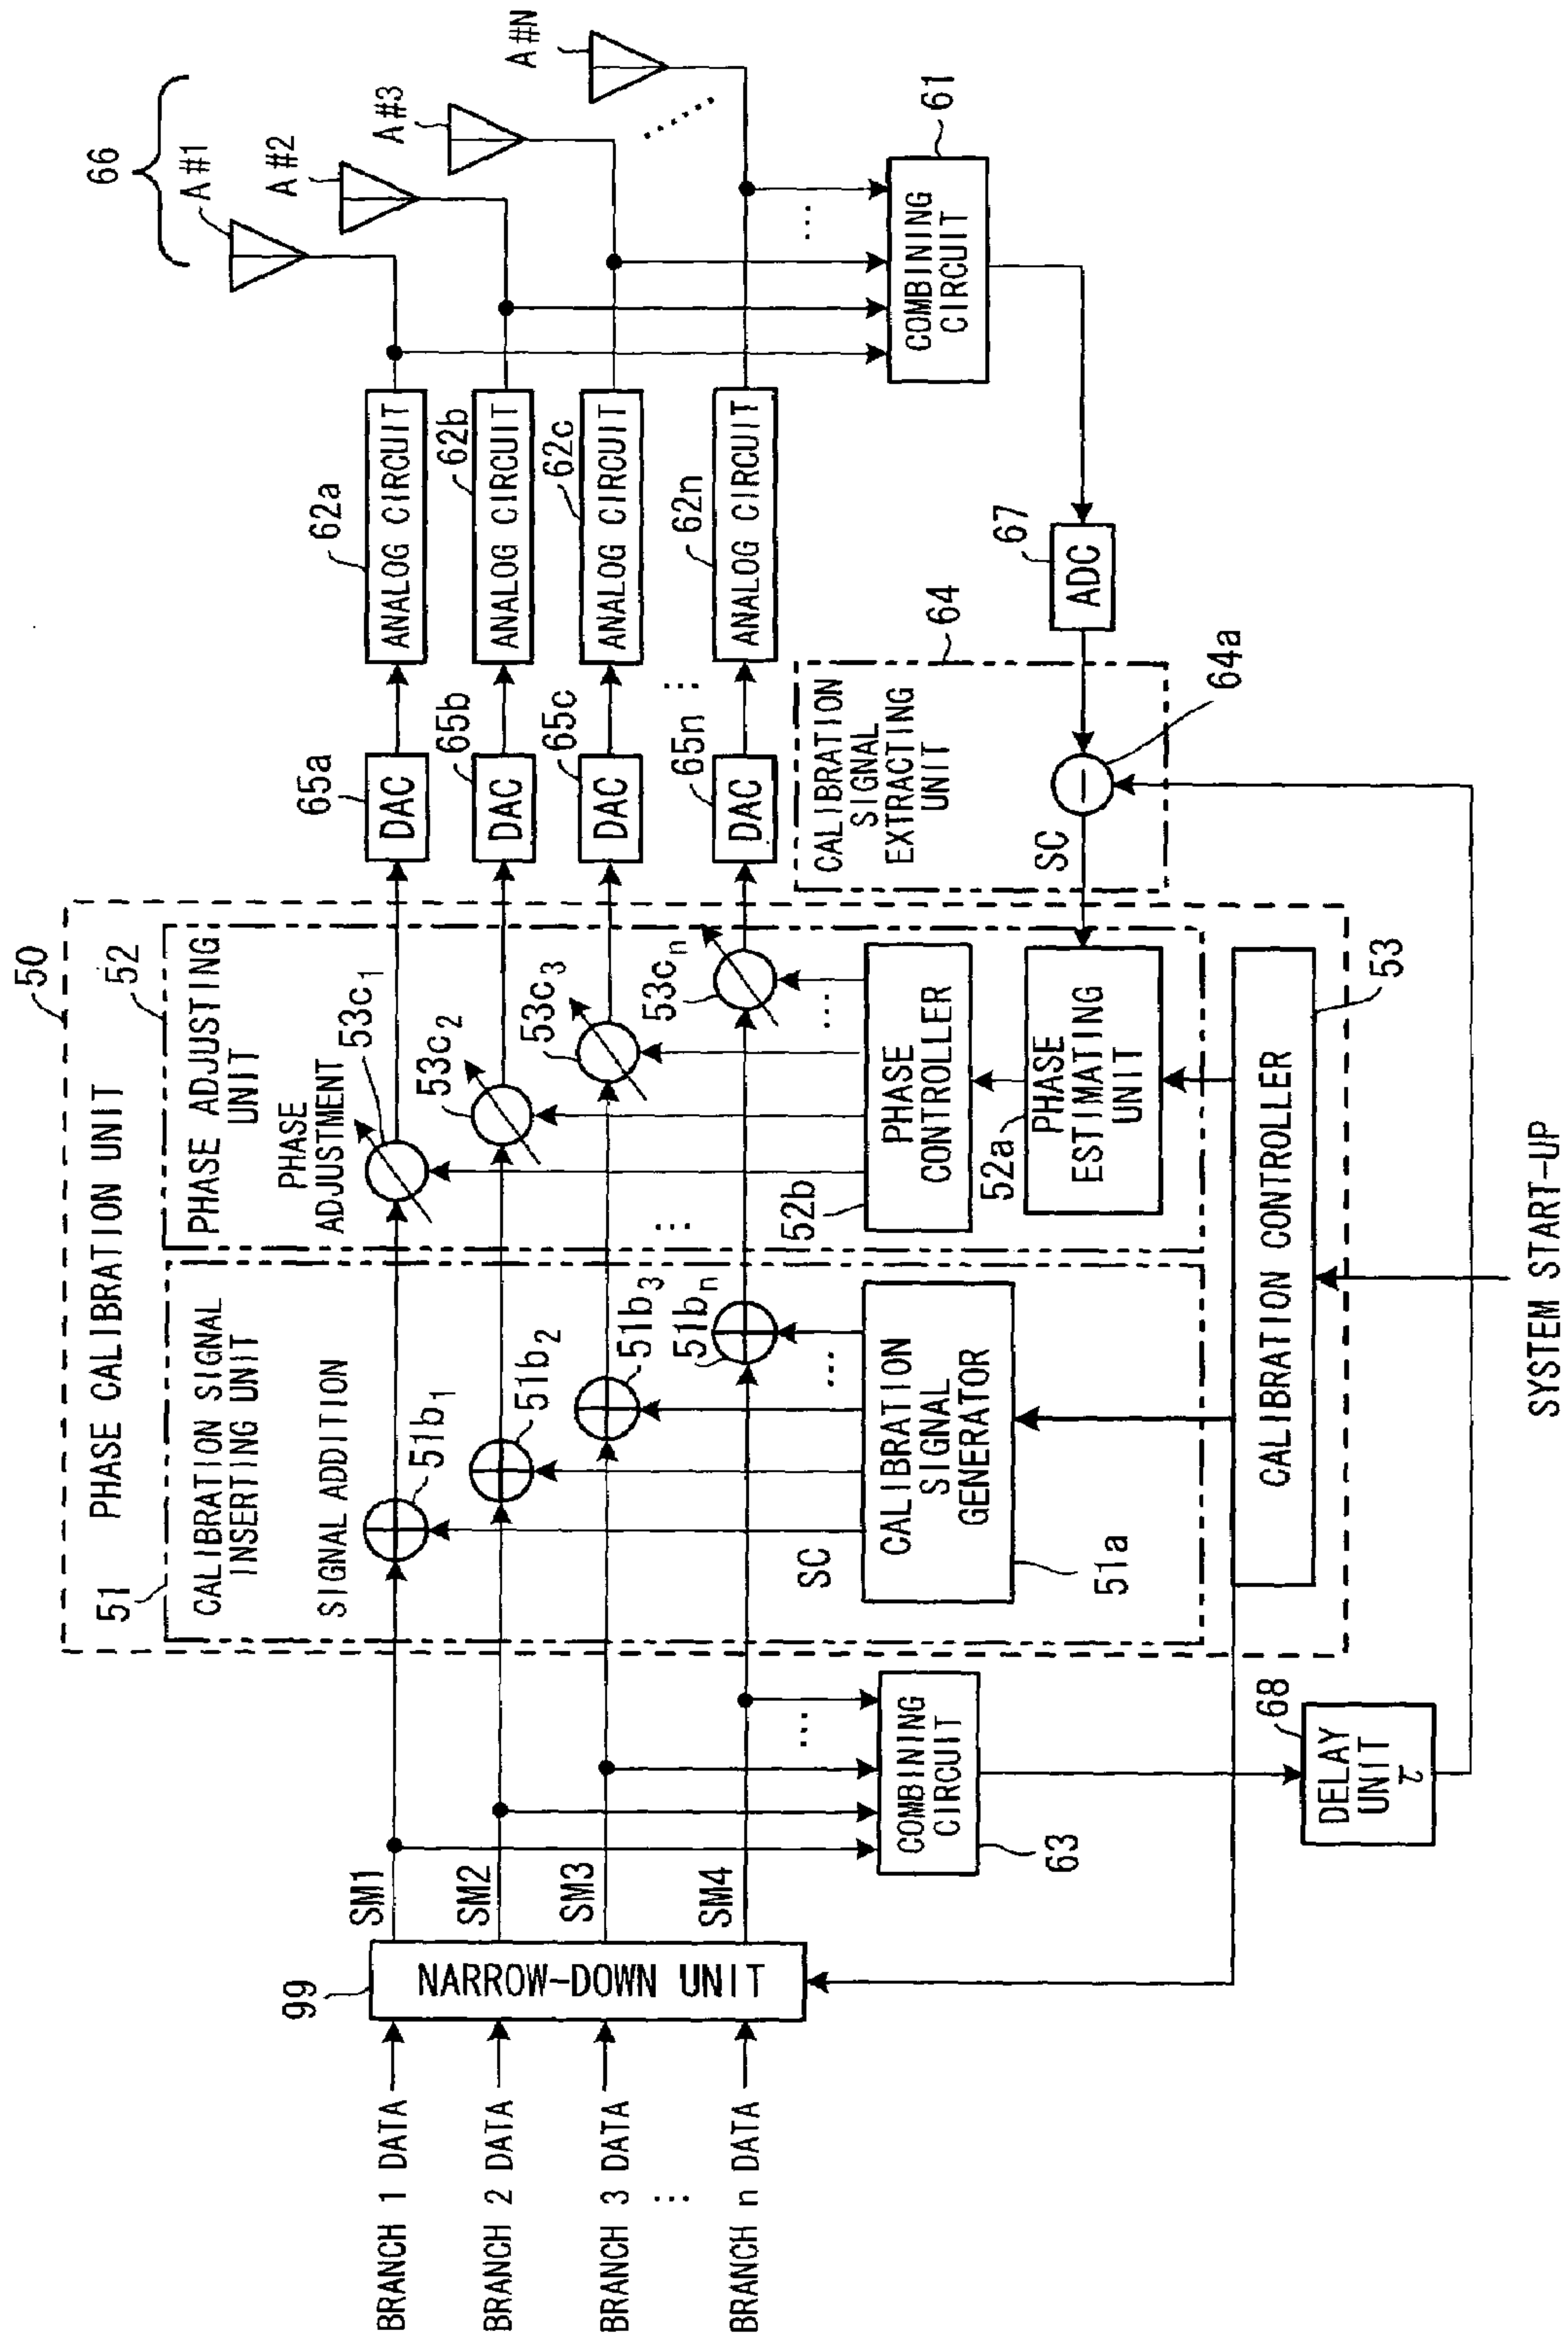 50
PHASE CALIBRATION UNIT
51
CALIBRATION SIGNAL
INSERTING UNIT
52
PHASE ADJUSTING
UNIT
66
A#1
A#2
A#3
A#N
SIGNAL ADDITION
PHASE
ADJUSTMENT
99
NARROW-DOWN UNIT
BRANCH 1 DATA
BRANCH 2 DATA
BRANCH 3 DATA
⋮
BRANCH n DATA
SM1
SM2
SM3
SM4
51b1
51b2
51b3
51bn
53c1
53c2
53c3
53cn
65a
DAC
65b
DAC
65c
DAC
65n
DAC
62a
ANALOG CIRCUIT
62b
ANALOG CIRCUIT
62c
ANALOG CIRCUIT
62n
ANALOG CIRCUIT
...
COMBINING
CIRCUIT
63
SC
CALIBRATION
SIGNAL
GENERATOR
51a
PHASE
CONTROLLER
52b
52a
PHASE
ESTIMATING
UNIT
CALIBRATION
SIGNAL
EXTRACTING
UNIT
64
SC
64a
67
ADC
COMBINING
CIRCUIT
61
CALIBRATION CONTROLLER
53
68
DELAY
UNIT
2
SYSTEM START-UP